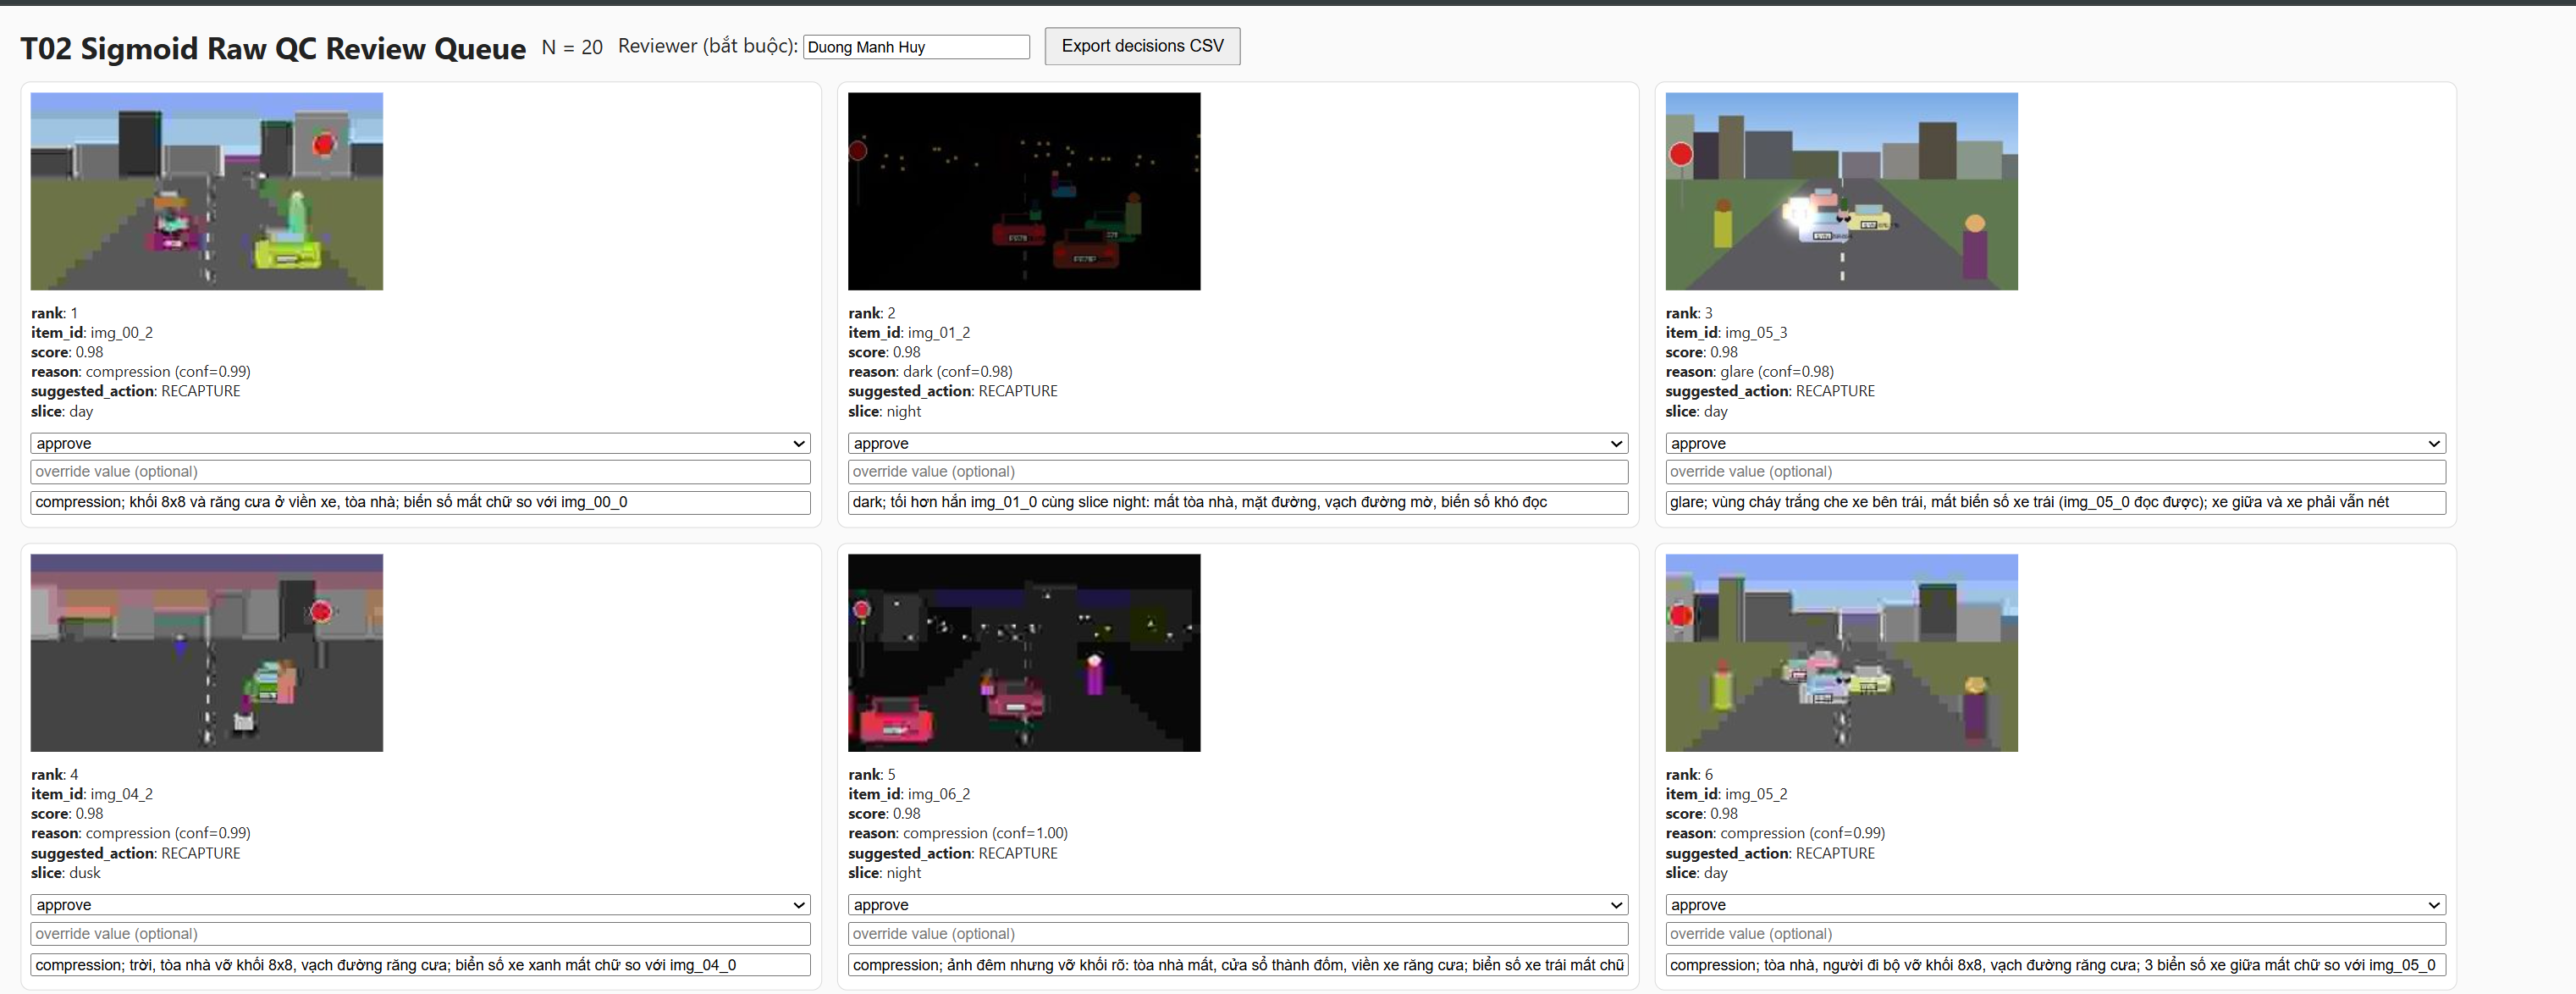 T02 Sigmoid Raw QC Review Queue N = 20 Reviewer (bắt buộc): Duong Manh Huy Export decisions CSV
rank: 1
item_id: img_00_2
score: 0.98
reason: compression (conf=0.99)
suggested_action: RECAPTURE
slice: day
approve
override value (optional)
compression; khối 8x8 và răng cưa ở viền xe, tòa nhà; biển số mất chữ so với img_00_0
rank: 2
item_id: img_01_2
score: 0.98
reason: dark (conf=0.98)
suggested_action: RECAPTURE
slice: night
approve
override value (optional)
dark; tối hơn hẳn img_01_0 cùng slice night: mất tòa nhà, mặt đường, vạch đường mờ, biển số khó đọc
rank: 3
item_id: img_05_3
score: 0.98
reason: glare (conf=0.98)
suggested_action: RECAPTURE
slice: day
approve
override value (optional)
glare; vùng cháy trắng che xe bên trái, mất biển số xe trái (img_05_0 đọc được); xe giữa và xe phải vẫn nét
rank: 4
item_id: img_04_2
score: 0.98
reason: compression (conf=0.99)
suggested_action: RECAPTURE
slice: dusk
approve
override value (optional)
compression; trời, tòa nhà vỡ khối 8x8, vạch đường răng cưa; biển số xe xanh mất chữ so với img_04_0
rank: 5
item_id: img_06_2
score: 0.98
reason: compression (conf=1.00)
suggested_action: RECAPTURE
slice: night
approve
override value (optional)
compression; ảnh đêm nhưng vỡ khối rõ: tòa nhà mất, cửa sổ thành đốm, viền xe răng cưa; biển số xe trái mất chữ
rank: 6
item_id: img_05_2
score: 0.98
reason: compression (conf=0.99)
suggested_action: RECAPTURE
slice: day
approve
override value (optional)
compression; tòa nhà, người đi bộ vỡ khối 8x8, vạch đường răng cưa; 3 biển số xe giữa mất chữ so với img_05_0